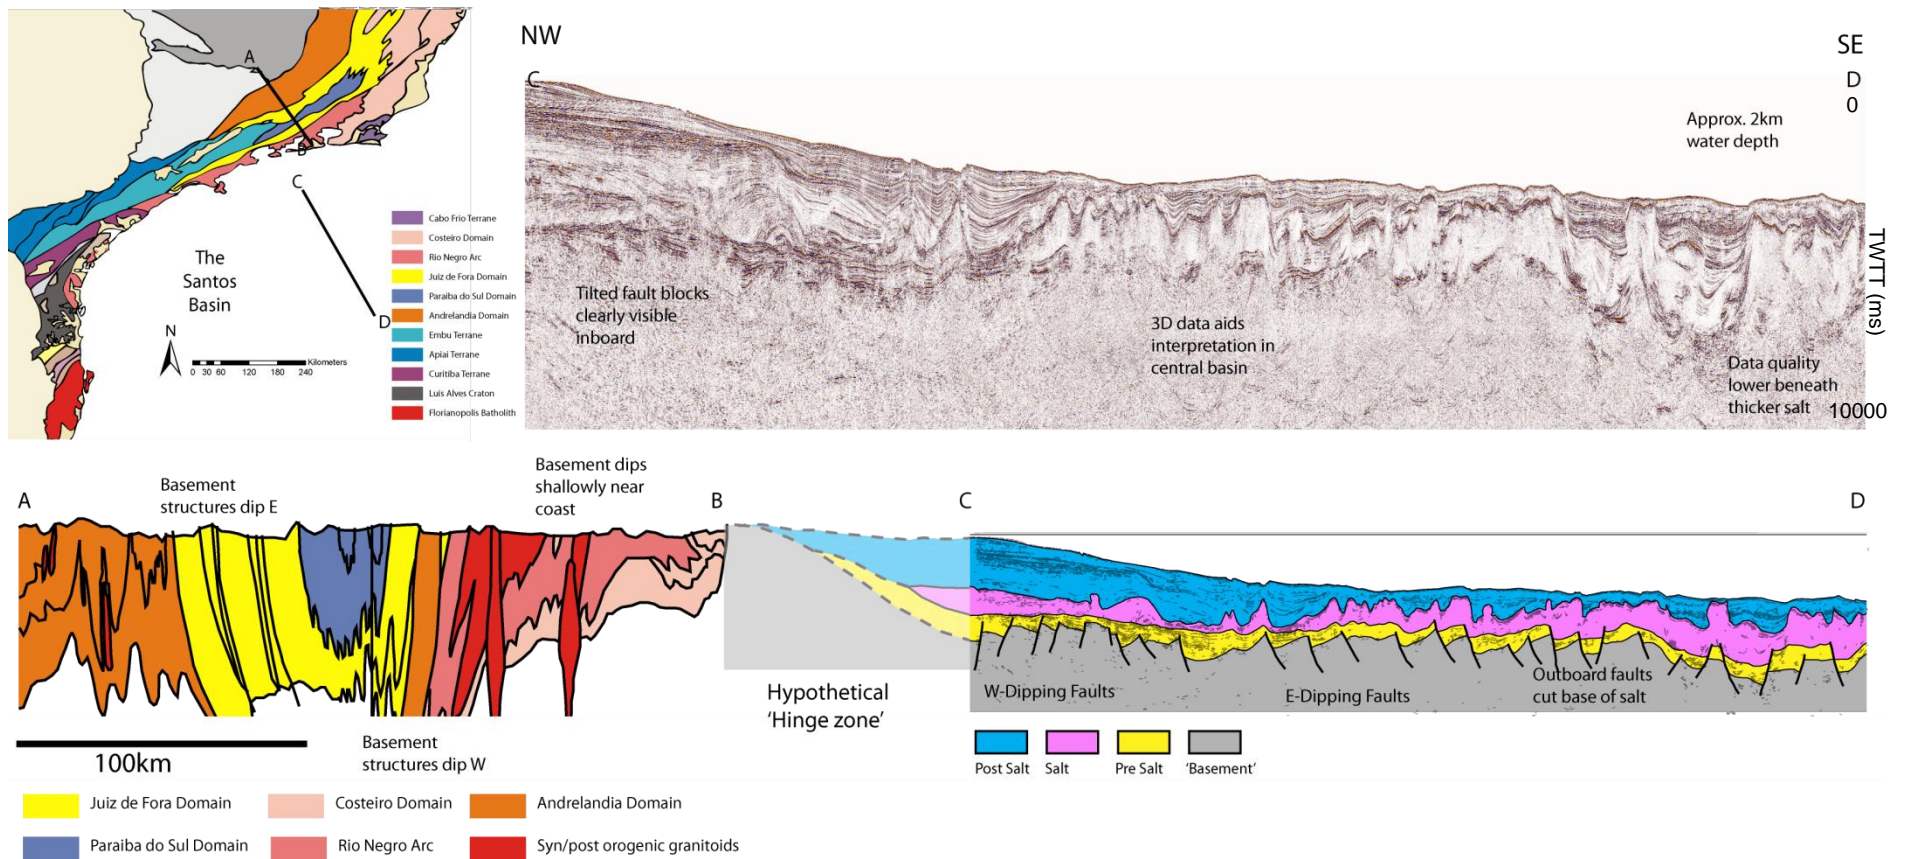 A
B
C
D
The
Santos
Basin
N
0 30 60 120 180 240
Kilometers
Cabo Frio Terrane
Costeiro Domain
Rio Negro Arc
Juiz de Fora Domain
Paraiba do Sul Domain
Andrelandia Domain
Embu Terrane
Apiai Terrane
Curitiba Terrane
Luis Alves Craton
Florianopolis Batholith
NW
SE
C
D
0
Approx. 2km
water depth
TWTT (ms)
Tilted fault blocks
clearly visible
inboard
3D data aids
interpretation in
central basin
Data quality
lower beneath
thicker salt
10000
A
Basement
structures dip E
Basement dips
shallowly near
coast
B
C
D
Hypothetical
'Hinge zone'
W-Dipping Faults
E-Dipping Faults
Outboard faults
cut base of salt
Post Salt
Salt
Pre Salt
'Basement'
100km
Basement
structures dip W
Juiz de Fora Domain
Costeiro Domain
Andrelandia Domain
Paraiba do Sul Domain
Rio Negro Arc
Syn/post orogenic granitoids